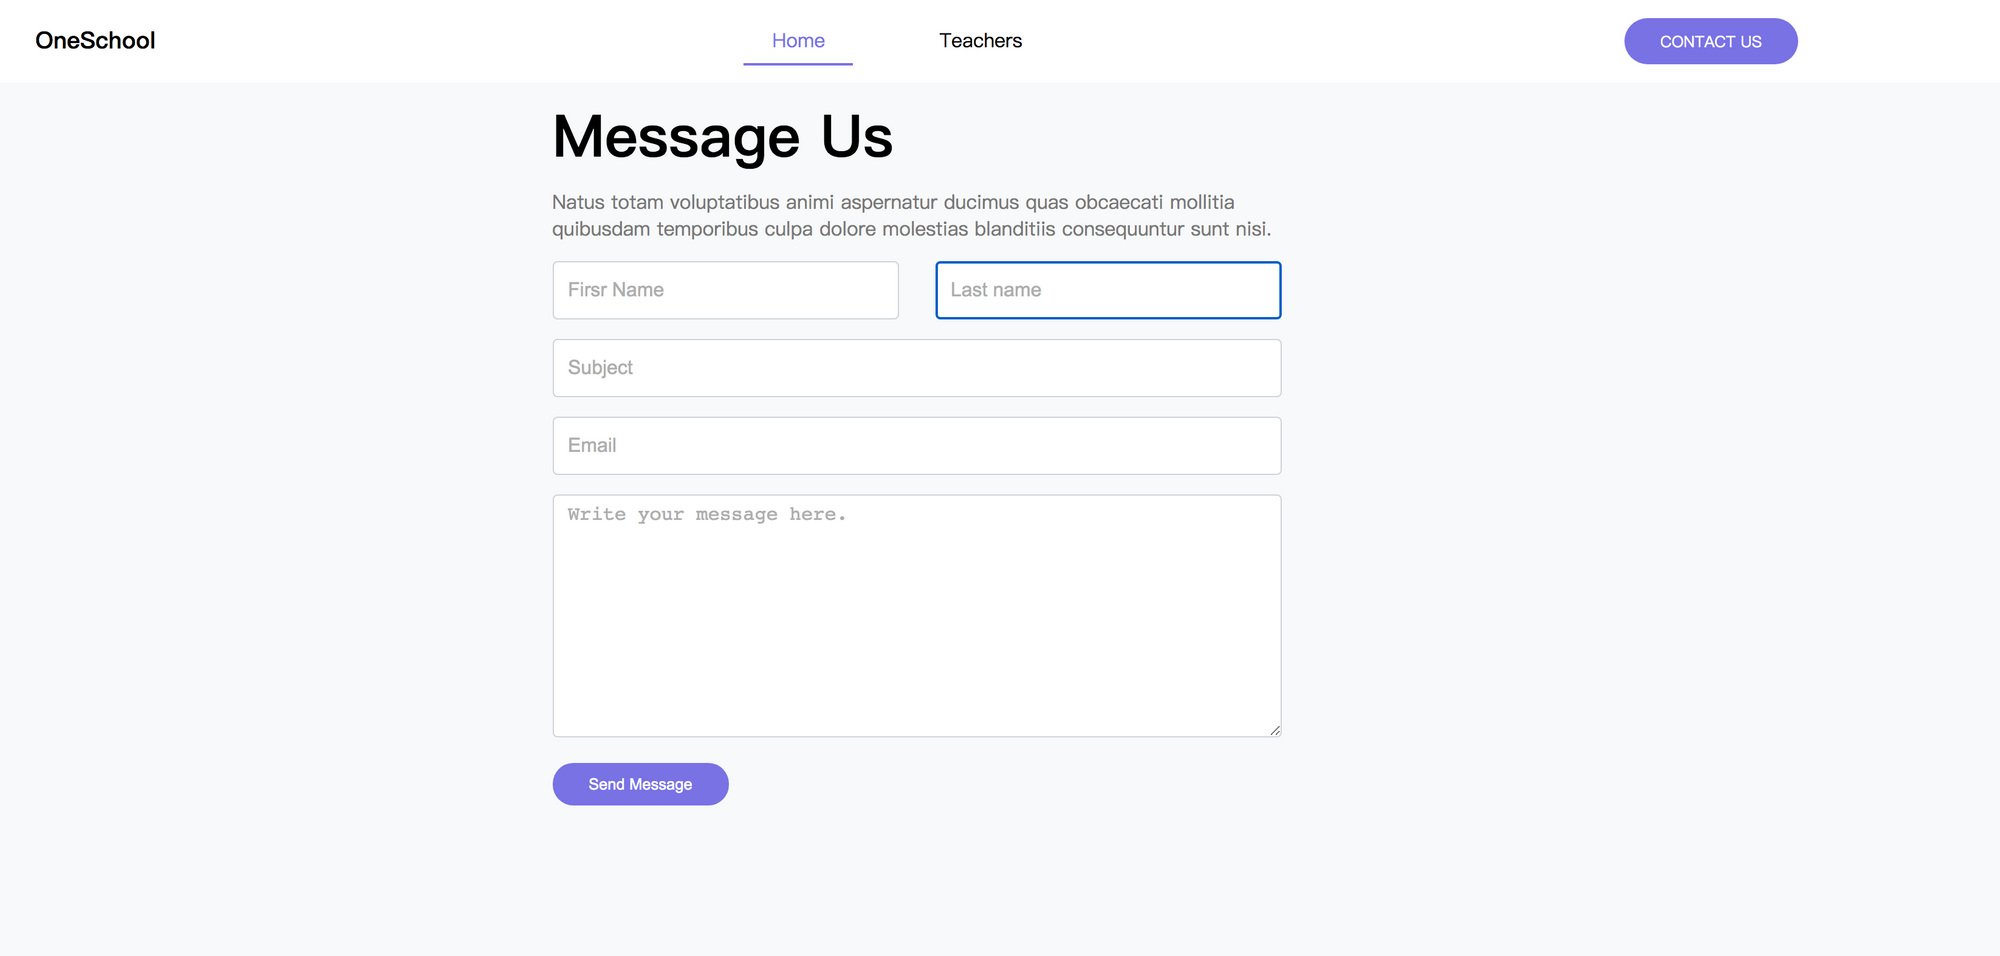 OneSchool
Home
Teachers
CONTACT US
Message Us
Natus totam voluptatibus animi aspernatur ducimus quas obcaecati mollitia
quibusdam temporibus culpa dolore molestias blanditiis consequuntur sunt nisi.
Firsr Name
Last name
Subject
Email
Write your message here.
Send Message